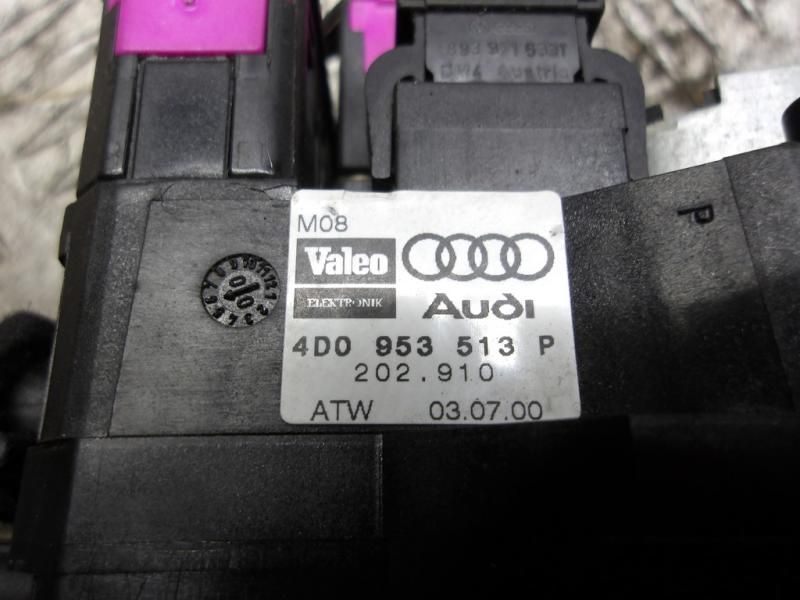 M08
Valeo
ELEKTRONIK
Audi
4D0 953 513 P
202.910
ATW 03.07.00
P